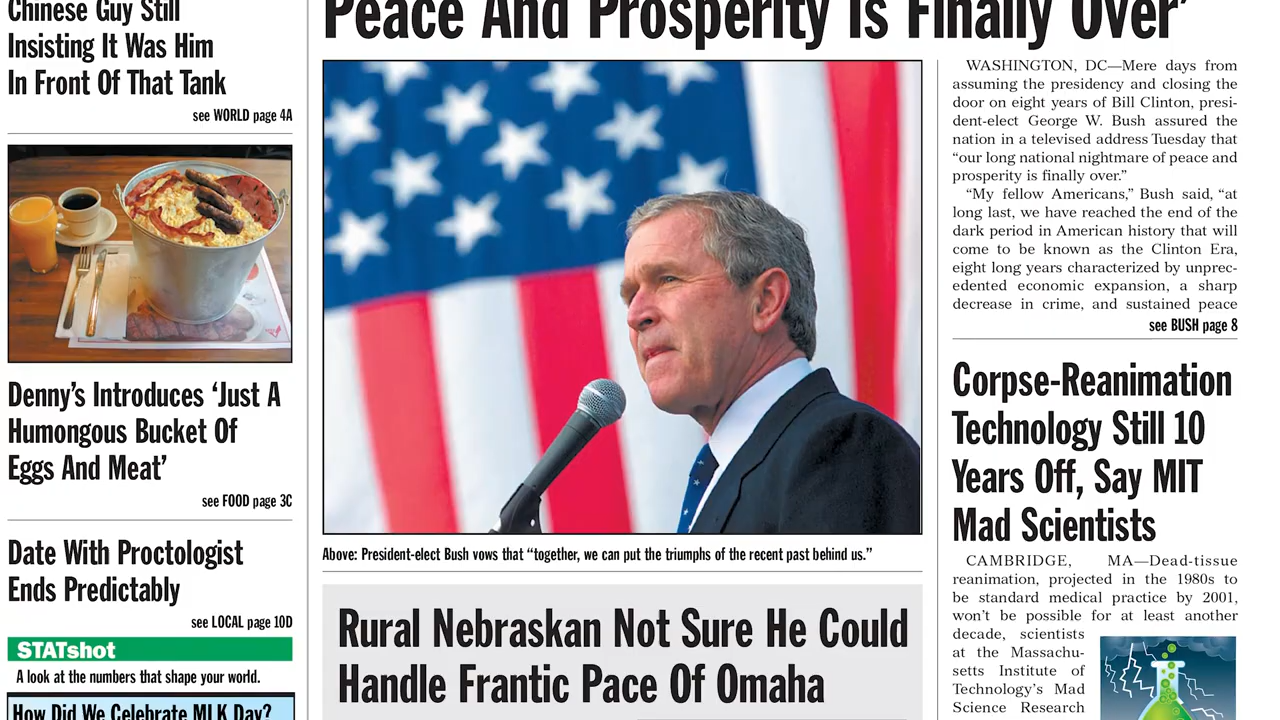 Chinese Guy Still
Insisting It Was Him
In Front Of That Tank
see WORLD page 4A
Denny’s Introduces ‘Just A
Humongous Bucket Of
Eggs And Meat’
see FOOD page 3C
Date With Proctologist
Ends Predictably
see LOCAL page 10D
STATshot
A look at the numbers that shape your world.
How Did We Celebrate MLK Day?
Peace And Prosperity Is Finally Over’
Above: President-elect Bush vows that “together, we can put the triumphs of the recent past behind us.”
Rural Nebraskan Not Sure He Could
Handle Frantic Pace Of Omaha
WASHINGTON, DC—Mere days from
assuming the presidency and closing the
door on eight years of Bill Clinton, presi-
dent-elect George W. Bush assured the
nation in a televised address Tuesday that
“our long national nightmare of peace and
prosperity is finally over.”
“My fellow Americans,” Bush said, “at
long last, we have reached the end of the
dark period in American history that will
come to be known as the Clinton Era,
eight long years characterized by unprec-
edented economic expansion, a sharp
decrease in crime, and sustained peace
see BUSH page 8
Corpse-Reanimation
Technology Still 10
Years Off, Say MIT
Mad Scientists
CAMBRIDGE, MA—Dead-tissue
reanimation, projected in the 1980s to
be standard medical practice by 2001,
won’t be possible for at least another
decade, scientists
at the Massachu-
setts Institute of
Technology’s Mad
Science Research